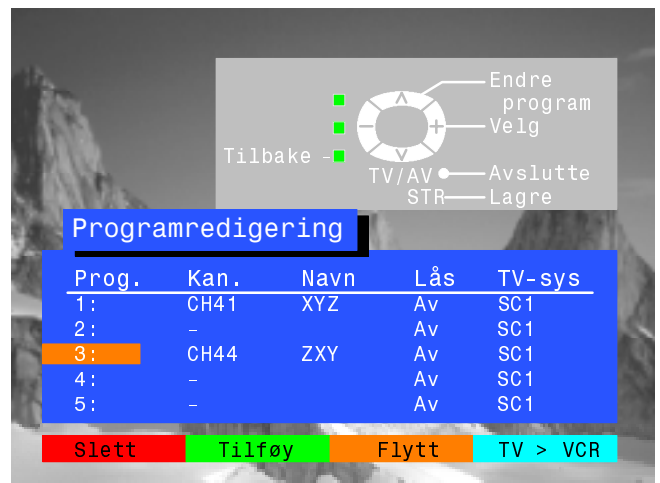 Endre
program
Velg
Tilbake
TV/AV Avslutte
STR Lagre
Programredigering
Prog. Kan. Navn Lås TV-sys
1: CH41 XYZ Av SC1
2: - Av SC1
3: CH44 ZXY Av SC1
4: - Av SC1
5: - Av SC1
Slett Tilføy Flytt TV > VCR